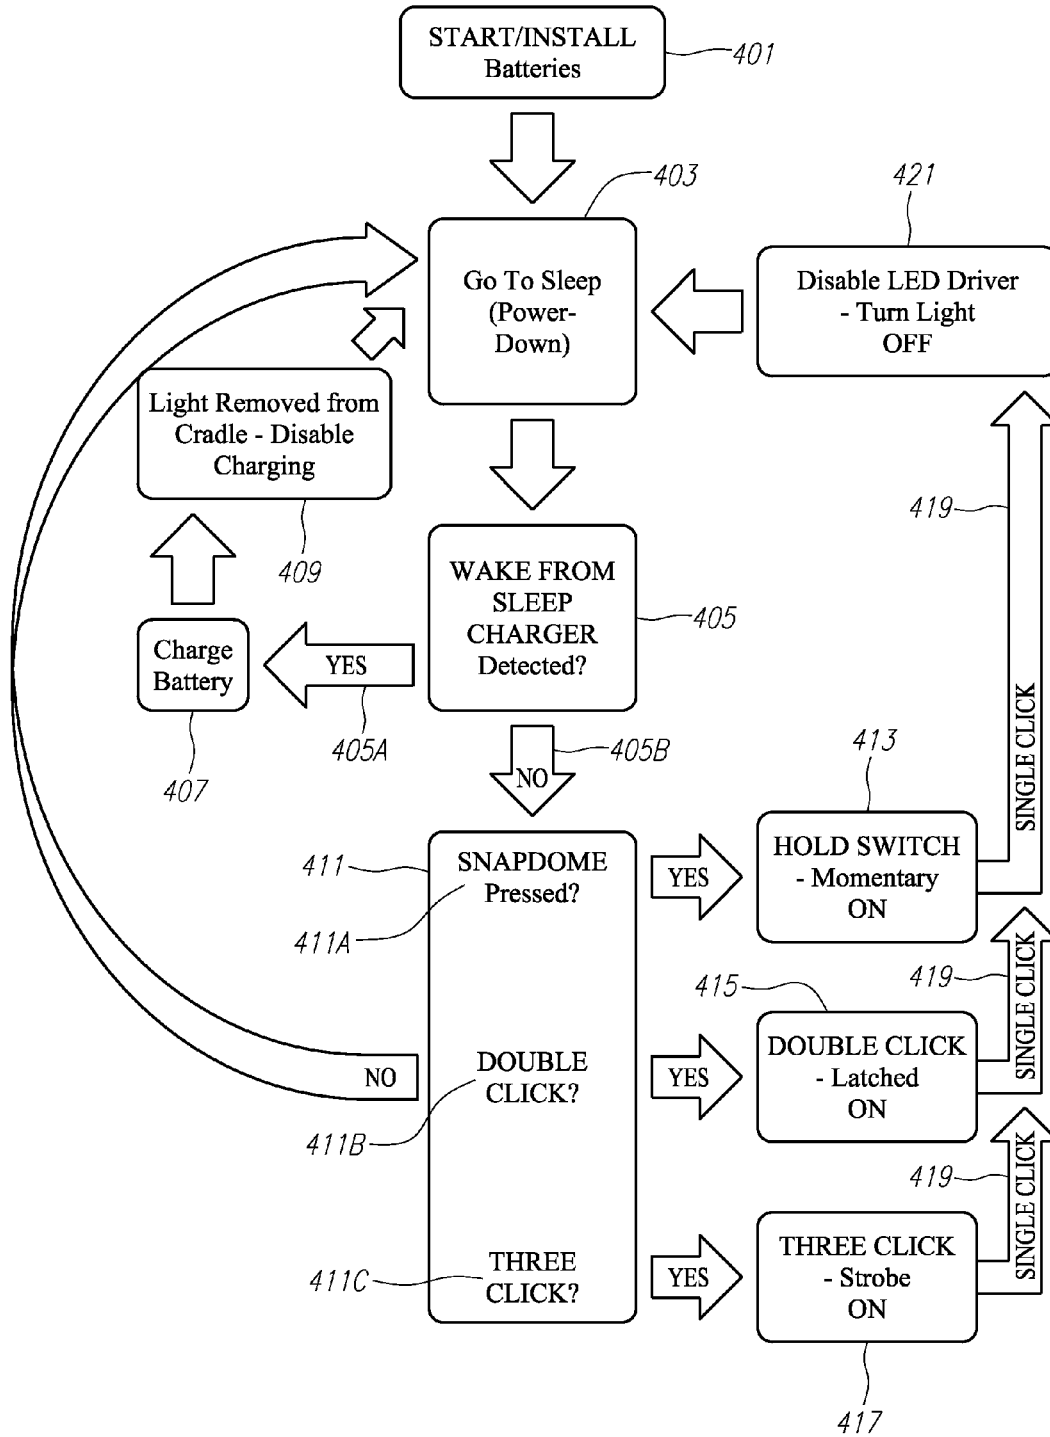 START/INSTALL
Batteries
401
403
421
Go To Sleep
(Power-
Down)
Disable LED Driver
- Turn Light
OFF
Light Removed from
Cradle - Disable
Charging
409
419
WAKE FROM
SLEEP
CHARGER
Detected?
405
Charge
Battery
YES
407
405A
405B
NO
SINGLE CLICK
413
411
SNAPDOME
Pressed?
411A
YES
HOLD SWITCH
- Momentary
ON
415
419
SINGLE CLICK
NO
DOUBLE
CLICK?
411B
YES
DOUBLE CLICK
- Latched
ON
419
SINGLE CLICK
THREE
CLICK?
411C
YES
THREE CLICK
- Strobe
ON
417